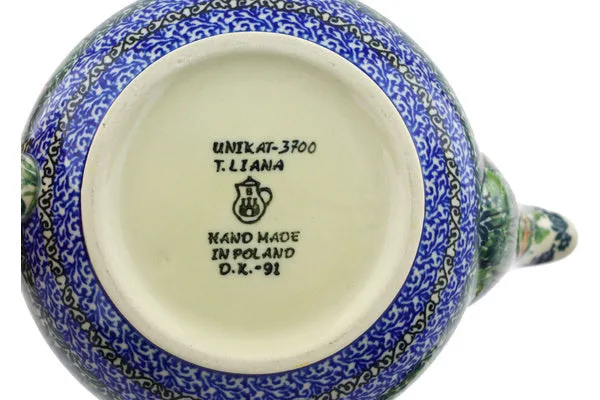 UNIKAT-3700
T.LIANA
B
HAND MADE
IN POLAND
D.K.-91